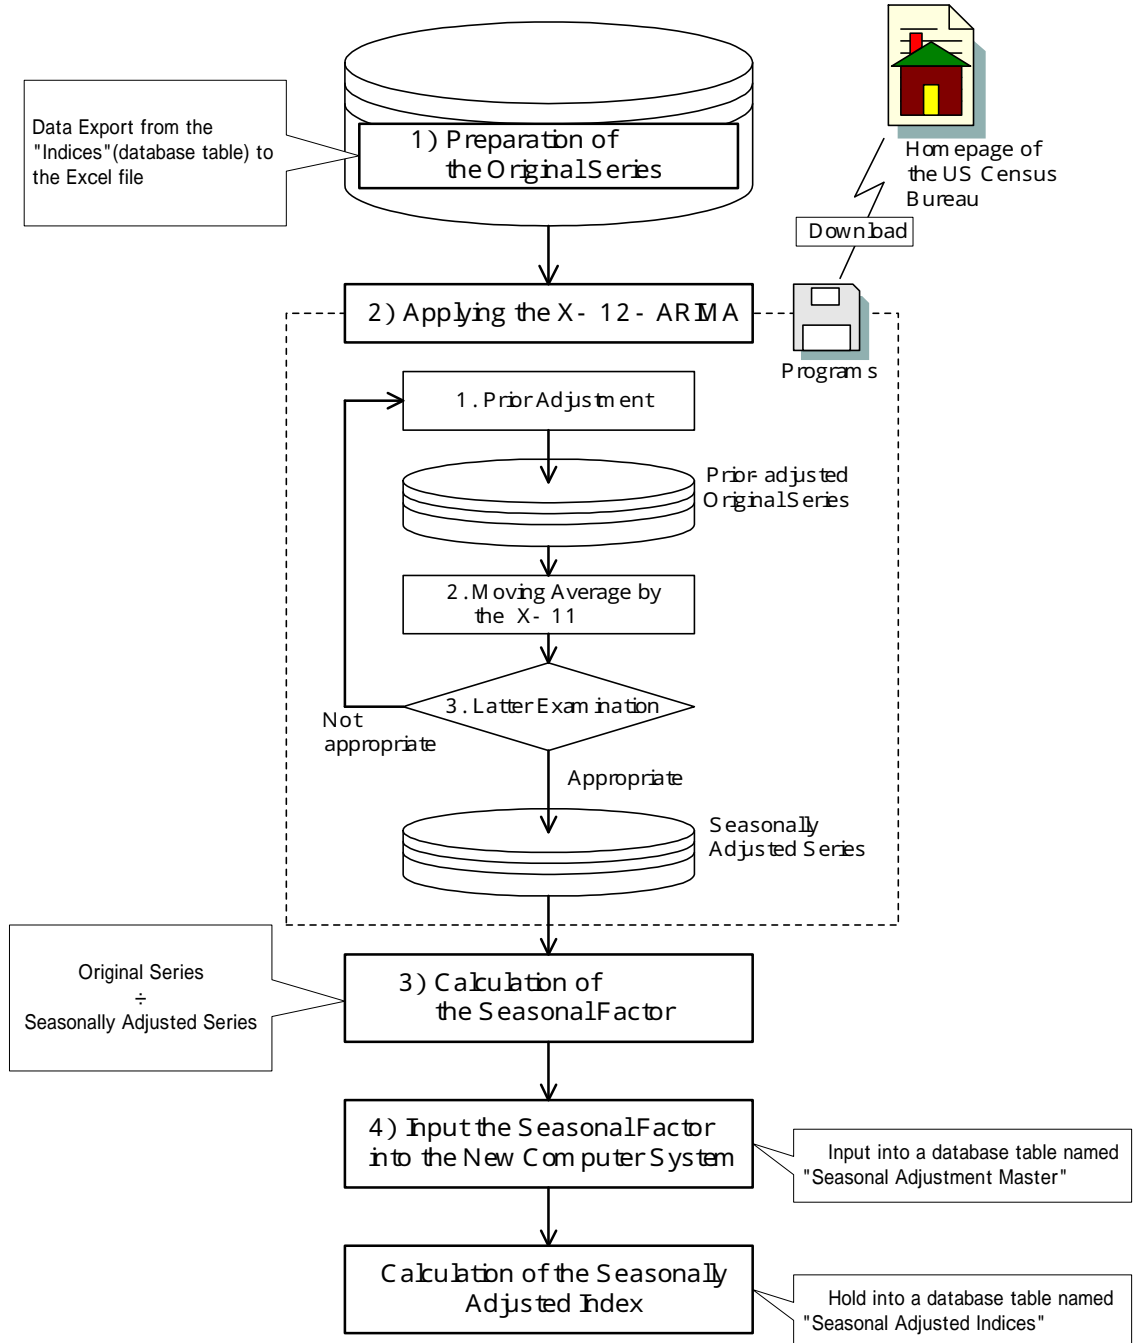 Data Export from the
"Indices"(database table) to
the Excel file
1) Preparation of
the Original Series
Homepage of
the US Census
Bureau
Download
2) Applying the X-12-ARIMA
Programs
1. Prior Adjustment
Prior-adjusted
Original Series
2. Moving Average by
the X-11
3. Latter Examination
Not
appropriate
Appropriate
Seasonally
Adjusted Series
Original Series
÷
Seasonally Adjusted Series
3) Calculation of
the Seasonal Factor
4) Input the Seasonal Factor
into the New Computer System
Input into a database table named
"Seasonal Adjustment Master"
Calculation of the Seasonally
Adjusted Index
Hold into a database table named
"Seasonal Adjusted Indices"